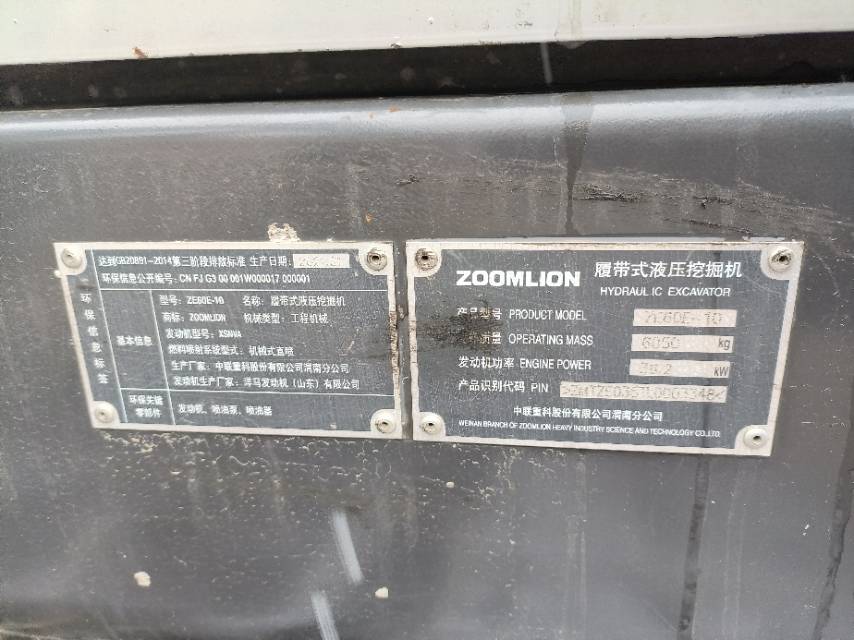 达到GB20891-2014第三阶段排放标准 生产日期:
环保信息公开编号: CN FJ G3 00 061W000017 000001
环保信息标签
基本信息
型号: ZE60E-10 名称: 履带式液压挖掘机
商标: ZOOMLION 机械类型: 工程机械
发动机型号:
燃料喷射系统型式: 机械式直喷
生产厂家: 中联重科股份有限公司渭南分公司
发动机生产厂家: 洋马发动机（山东）有限公司
环保关键零部件
发动机、喷油泵、喷油器
ZOOMLION 履带式液压挖掘机
HYDRAULIC EXCAVATOR
产品型号 PRODUCT MODEL ZE60E-10
质量 OPERATING MASS 6050 kg
发动机功率 ENGINE POWER 36.2 kW
产品识别代码 PIN
中联重科股份有限公司渭南分公司
WEINAN BRANCH OF ZOOMLION HEAVY INDUSTRY SCIENCE AND TECHNOLOGY CO.,LTD.